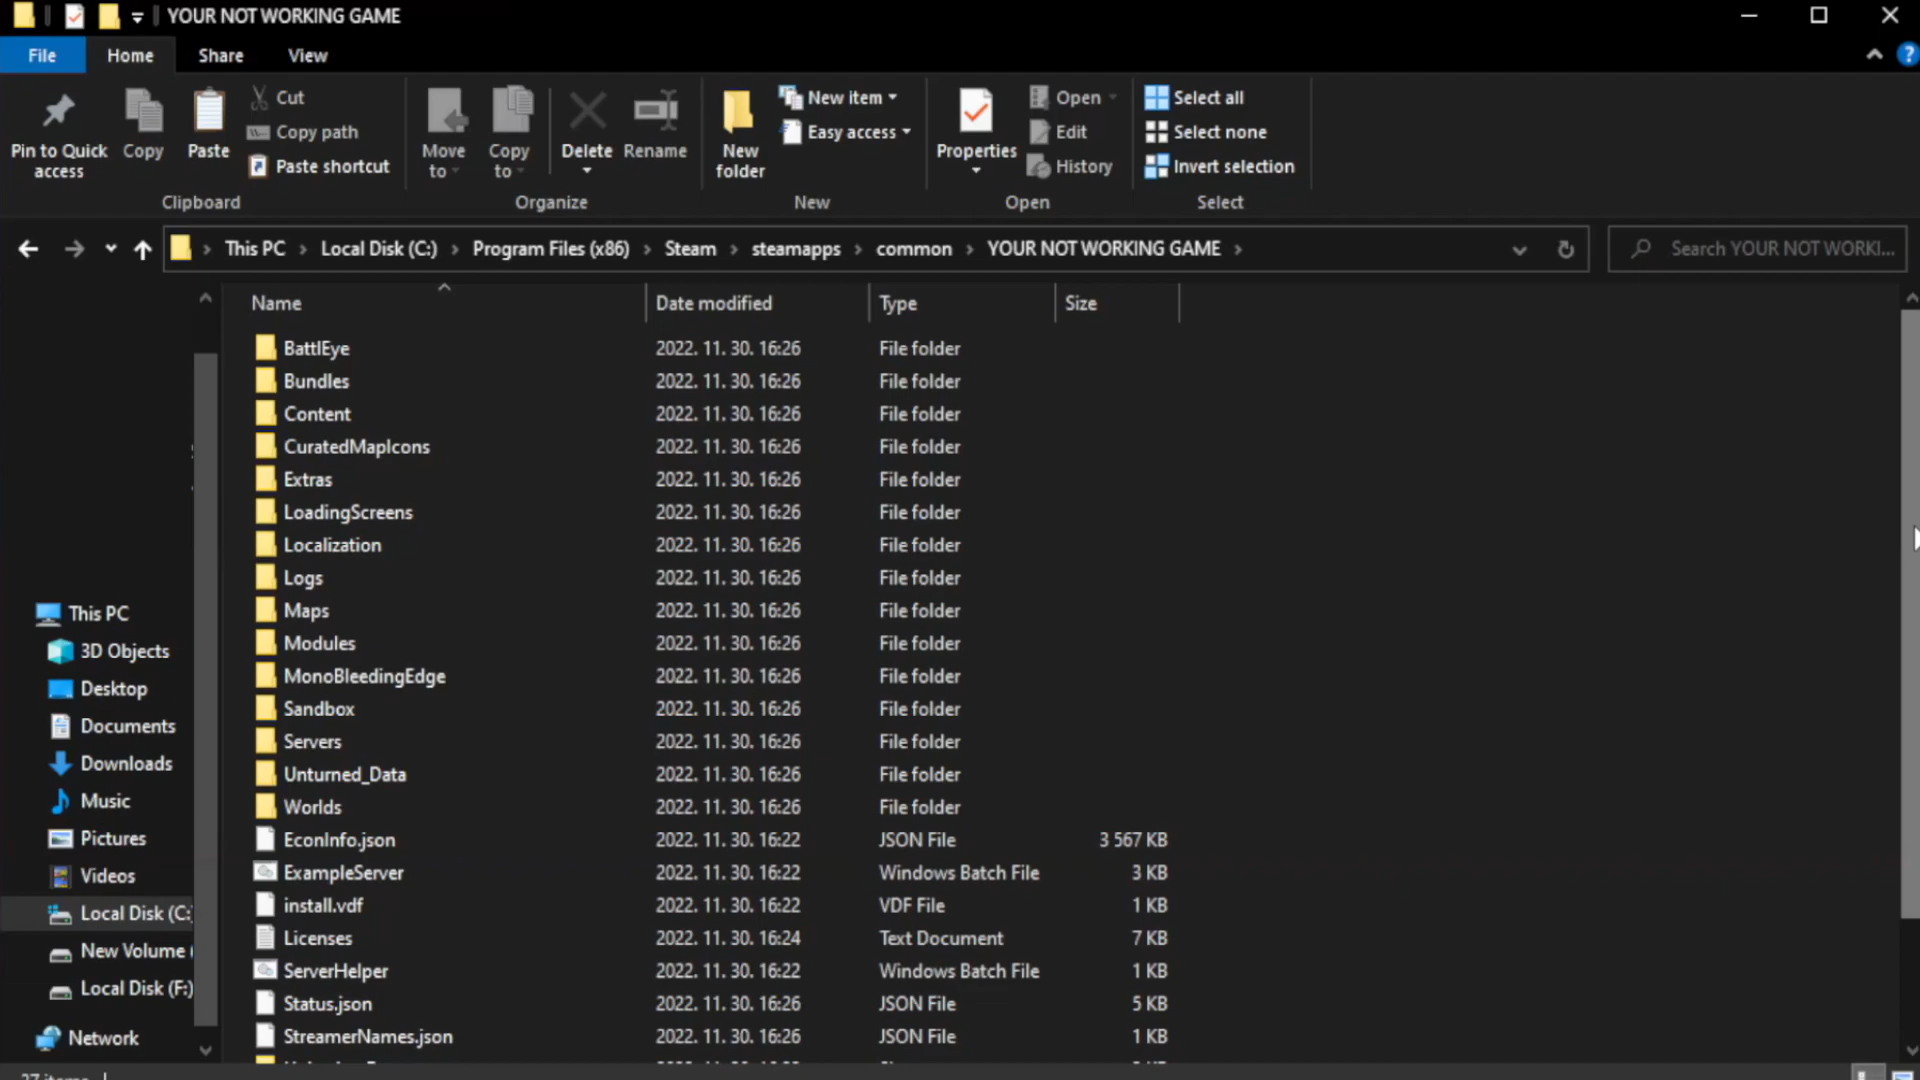 YOUR NOT WORKING GAME
File Home Share View
Pin to Quick access
Copy
Paste
Cut
Copy path
Paste shortcut
Clipboard
Move to
Copy to
Delete
Rename
Organize
New folder
New item
Easy access
New
Properties
Open
Edit
History
Open
Select all
Select none
Invert selection
Select
This PC Local Disk (C:) Program Files (x86) Steam steamapps common YOUR NOT WORKING GAME
Search YOUR NOT WORKI...
Name Date modified Type Size
BattlEye 2022. 11. 30. 16:26 File folder
Bundles 2022. 11. 30. 16:26 File folder
Content 2022. 11. 30. 16:26 File folder
CuratedMapIcons 2022. 11. 30. 16:26 File folder
Extras 2022. 11. 30. 16:26 File folder
LoadingScreens 2022. 11. 30. 16:26 File folder
Localization 2022. 11. 30. 16:26 File folder
Logs 2022. 11. 30. 16:26 File folder
Maps 2022. 11. 30. 16:26 File folder
Modules 2022. 11. 30. 16:26 File folder
MonoBleedingEdge 2022. 11. 30. 16:26 File folder
Sandbox 2022. 11. 30. 16:26 File folder
Servers 2022. 11. 30. 16:26 File folder
Unturned_Data 2022. 11. 30. 16:26 File folder
Worlds 2022. 11. 30. 16:26 File folder
EconInfo.json 2022. 11. 30. 16:22 JSON File 3 567 KB
ExampleServer 2022. 11. 30. 16:22 Windows Batch File 3 KB
install.vdf 2022. 11. 30. 16:22 VDF File 1 KB
Licenses 2022. 11. 30. 16:24 Text Document 7 KB
ServerHelper 2022. 11. 30. 16:22 Windows Batch File 1 KB
Status.json 2022. 11. 30. 16:26 JSON File 5 KB
StreamerNames.json 2022. 11. 30. 16:26 JSON File 1 KB
This PC
3D Objects
Desktop
Documents
Downloads
Music
Pictures
Videos
Local Disk (C:)
New Volume (
Local Disk (F:)
Network